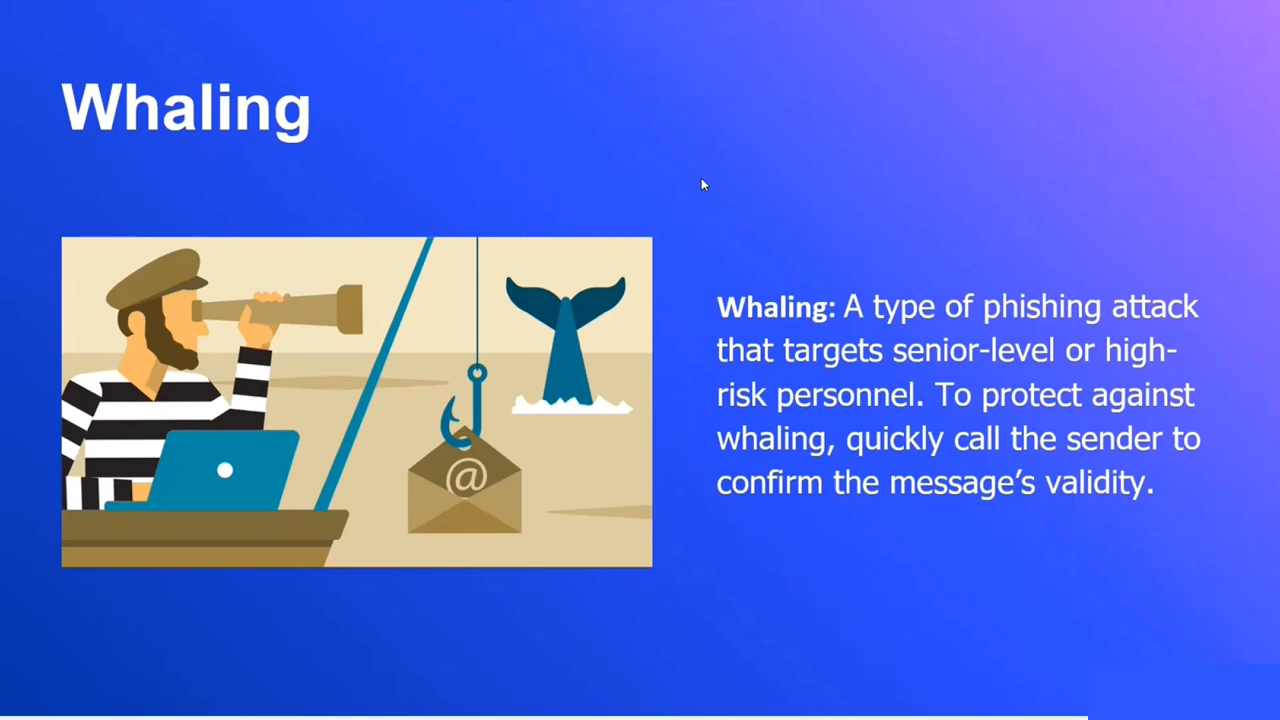 Whaling
@
Whaling: A type of phishing attack
that targets senior-level or high-
risk personnel. To protect against
whaling, quickly call the sender to
confirm the message’s validity.